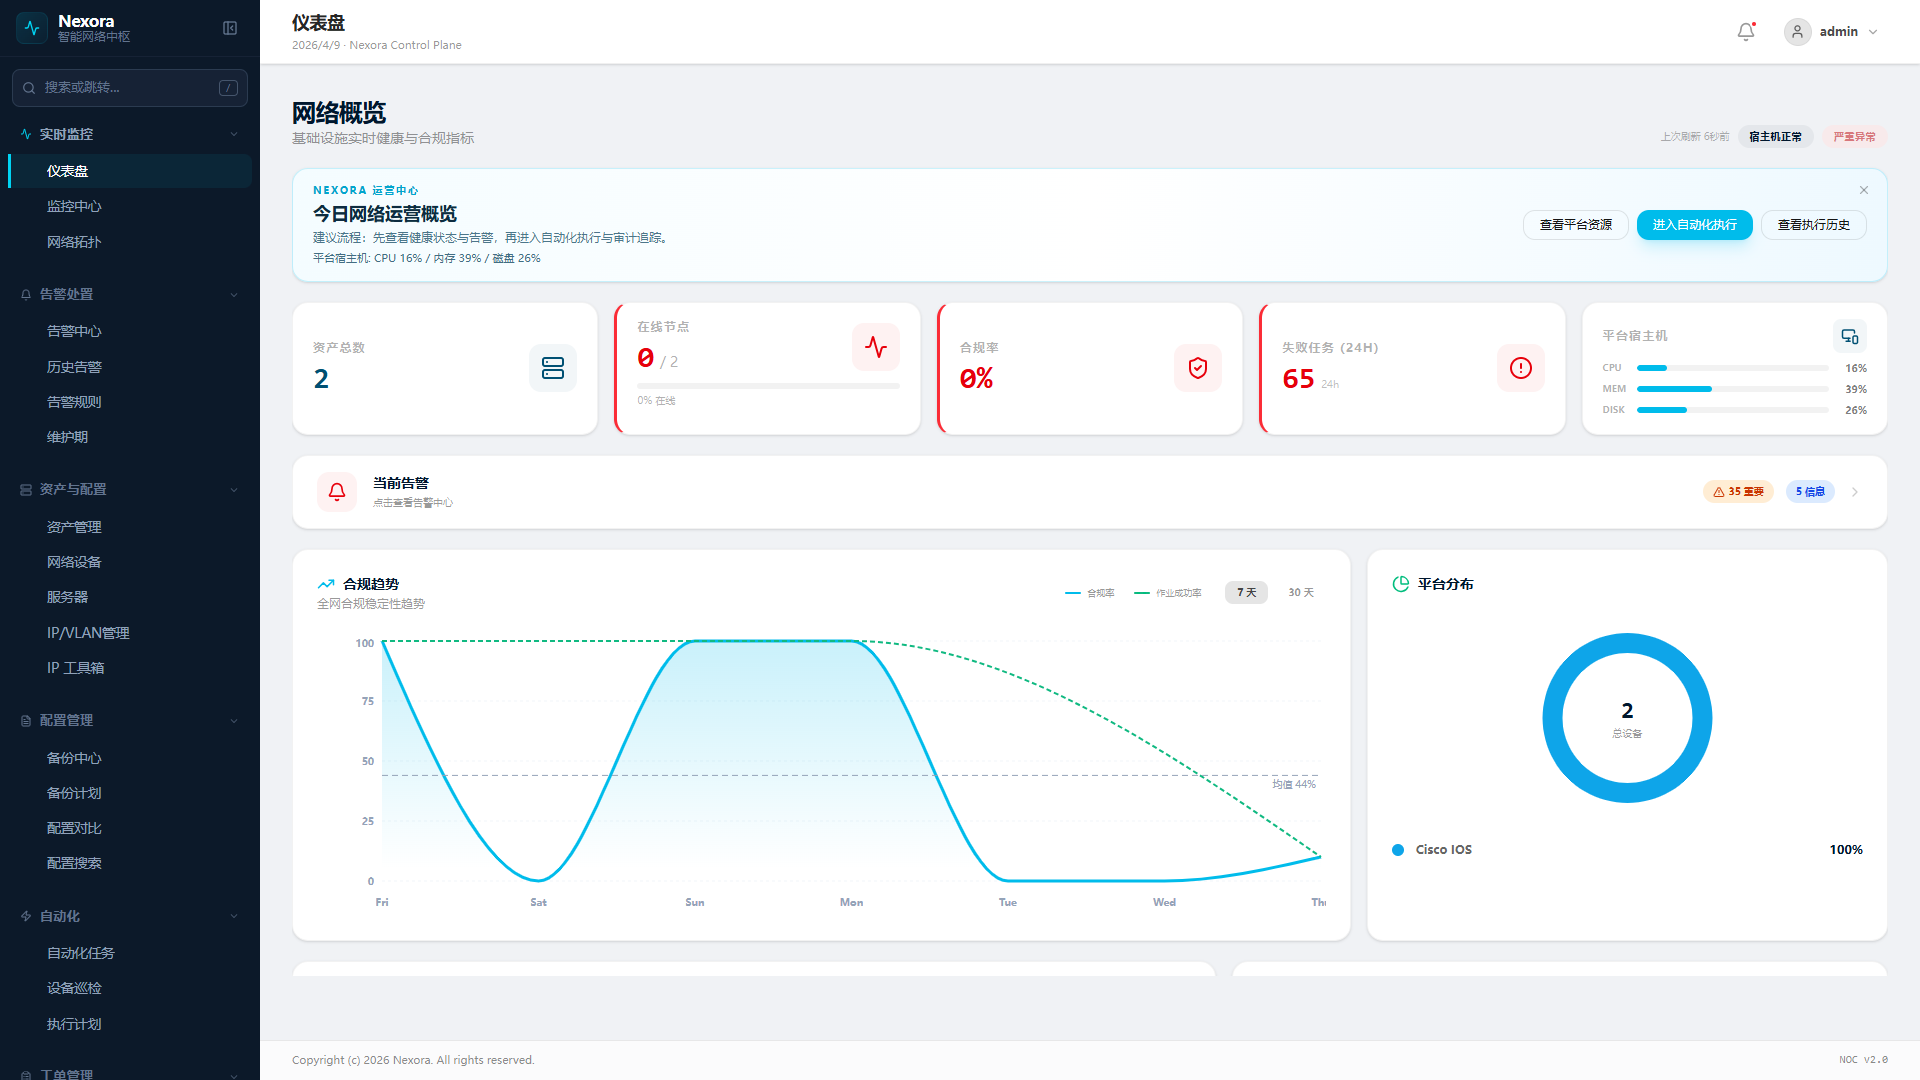 Nexora
智能网络中枢
搜索或跳转...
/
实时监控
仪表盘
监控中心
网络拓扑
告警处置
告警中心
历史告警
告警规则
维护期
资产与配置
资产管理
网络设备
服务器
IP/VLAN管理
IP 工具箱
配置管理
备份中心
备份计划
配置对比
配置搜索
自动化
自动化任务
设备巡检
执行计划
工单管理
仪表盘
2026/4/9 · Nexora Control Plane
admin
网络概览
基础设施实时健康与合规指标
上次刷新 6秒前
宿主机正常
严重异常
NEXORA 运营中心
今日网络运营概览
建议流程：先查看健康状态与告警，再进入自动化执行与审计追踪。
平台宿主机: CPU 16% / 内存 39% / 磁盘 26%
查看平台资源
进入自动化执行
查看执行历史
资产总数
2
在线节点
0 / 2
0% 在线
合规率
0%
失败任务 (24H)
65 24h
平台宿主机
CPU 16%
MEM 39%
DISK 26%
当前告警
点击查看告警中心
35 重要
5 信息
合规趋势
全网合规稳定性趋势
合规率
作业成功率
7 天
30 天
100
75
50
25
0
均值 44%
Fri
Sat
Sun
Mon
Tue
Wed
Thu
平台分布
2
总设备
Cisco IOS
100%
Copyright (c) 2026 Nexora. All rights reserved.
NOC v2.0